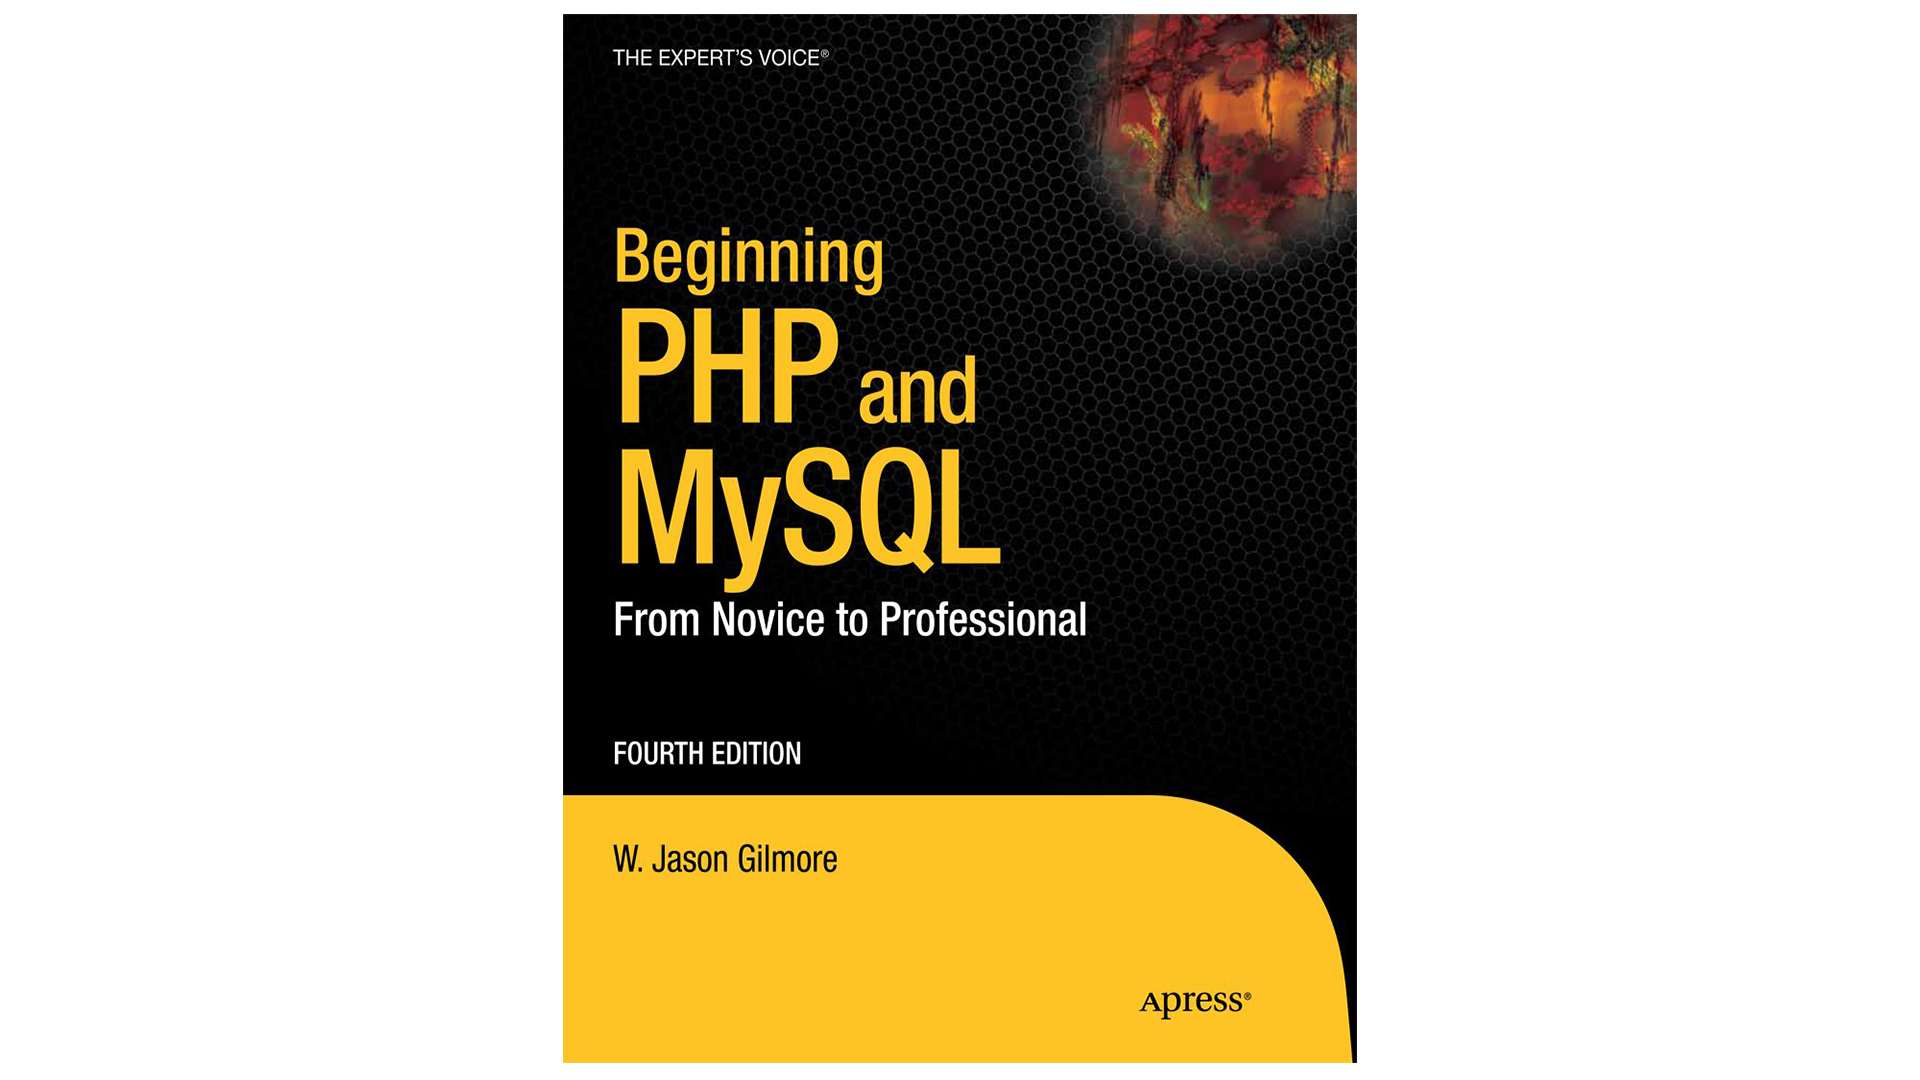 THE EXPERT'S VOICE®
Beginning
PHP and
MySQL
From Novice to Professional
FOURTH EDITION
W. Jason Gilmore
Apress®